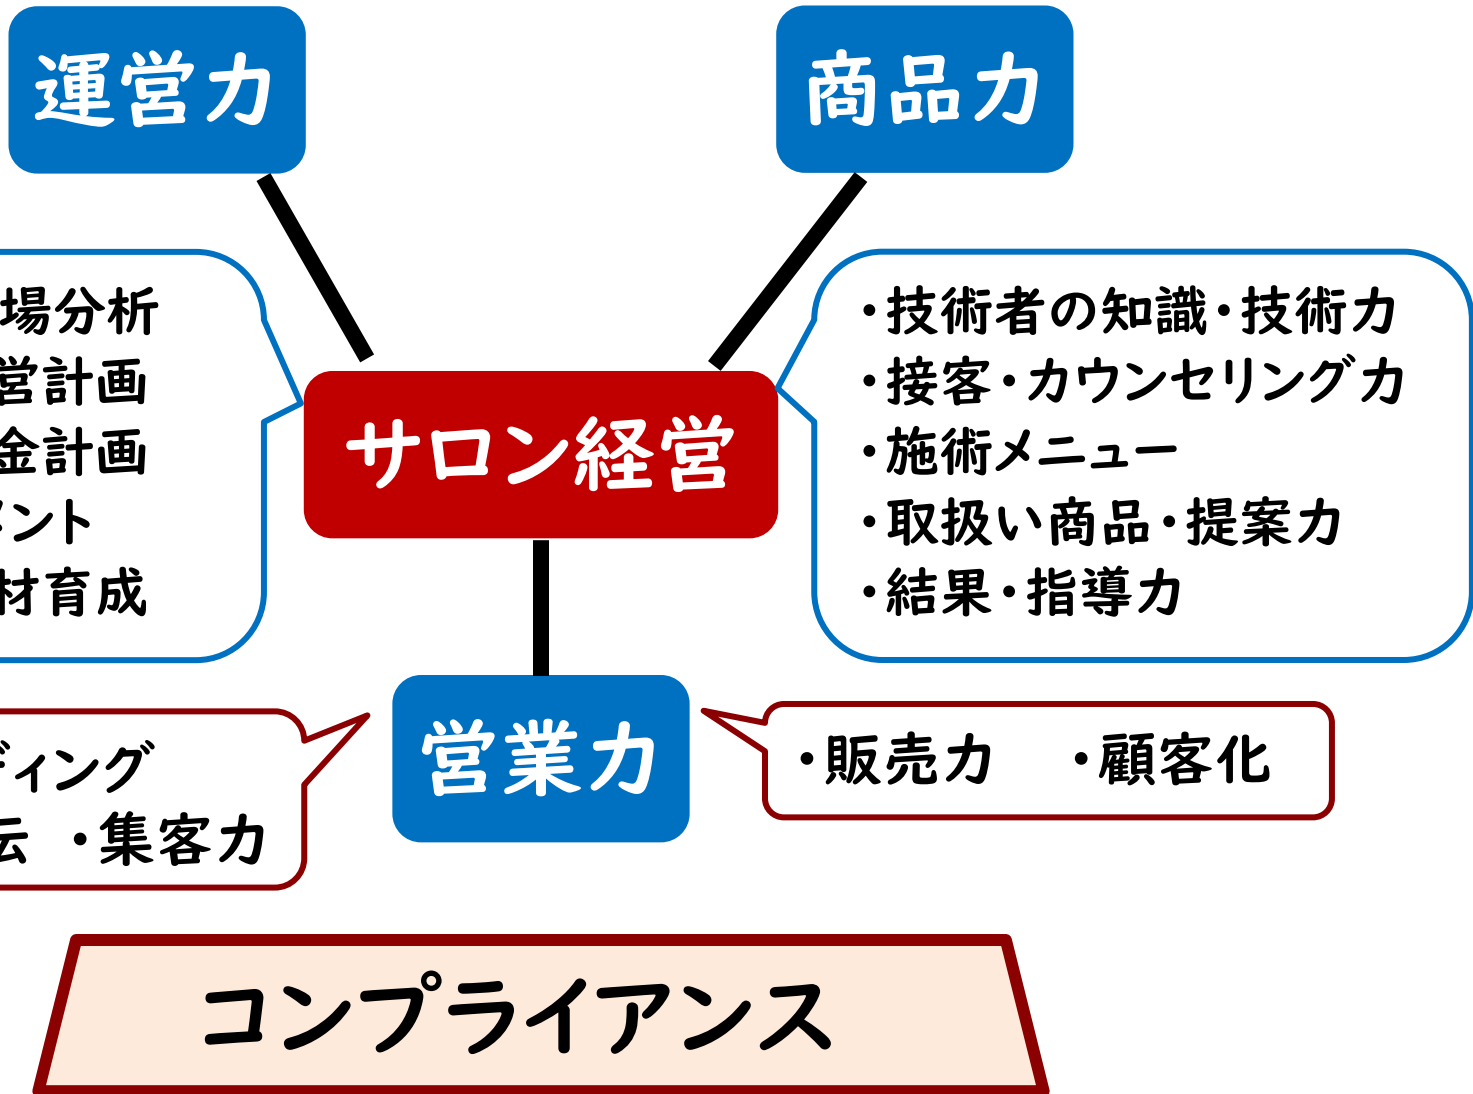 運営力
商品力
場分析
営計画
金計画
メント
材育成
サロン経営
・技術者の知識・技術力
・接客・カウンセリング力
・施術メニュー
・取扱い商品・提案力
・結果・指導力
営業力
ディング
伝 ・集客力
・販売力 ・顧客化
コンプライアンス